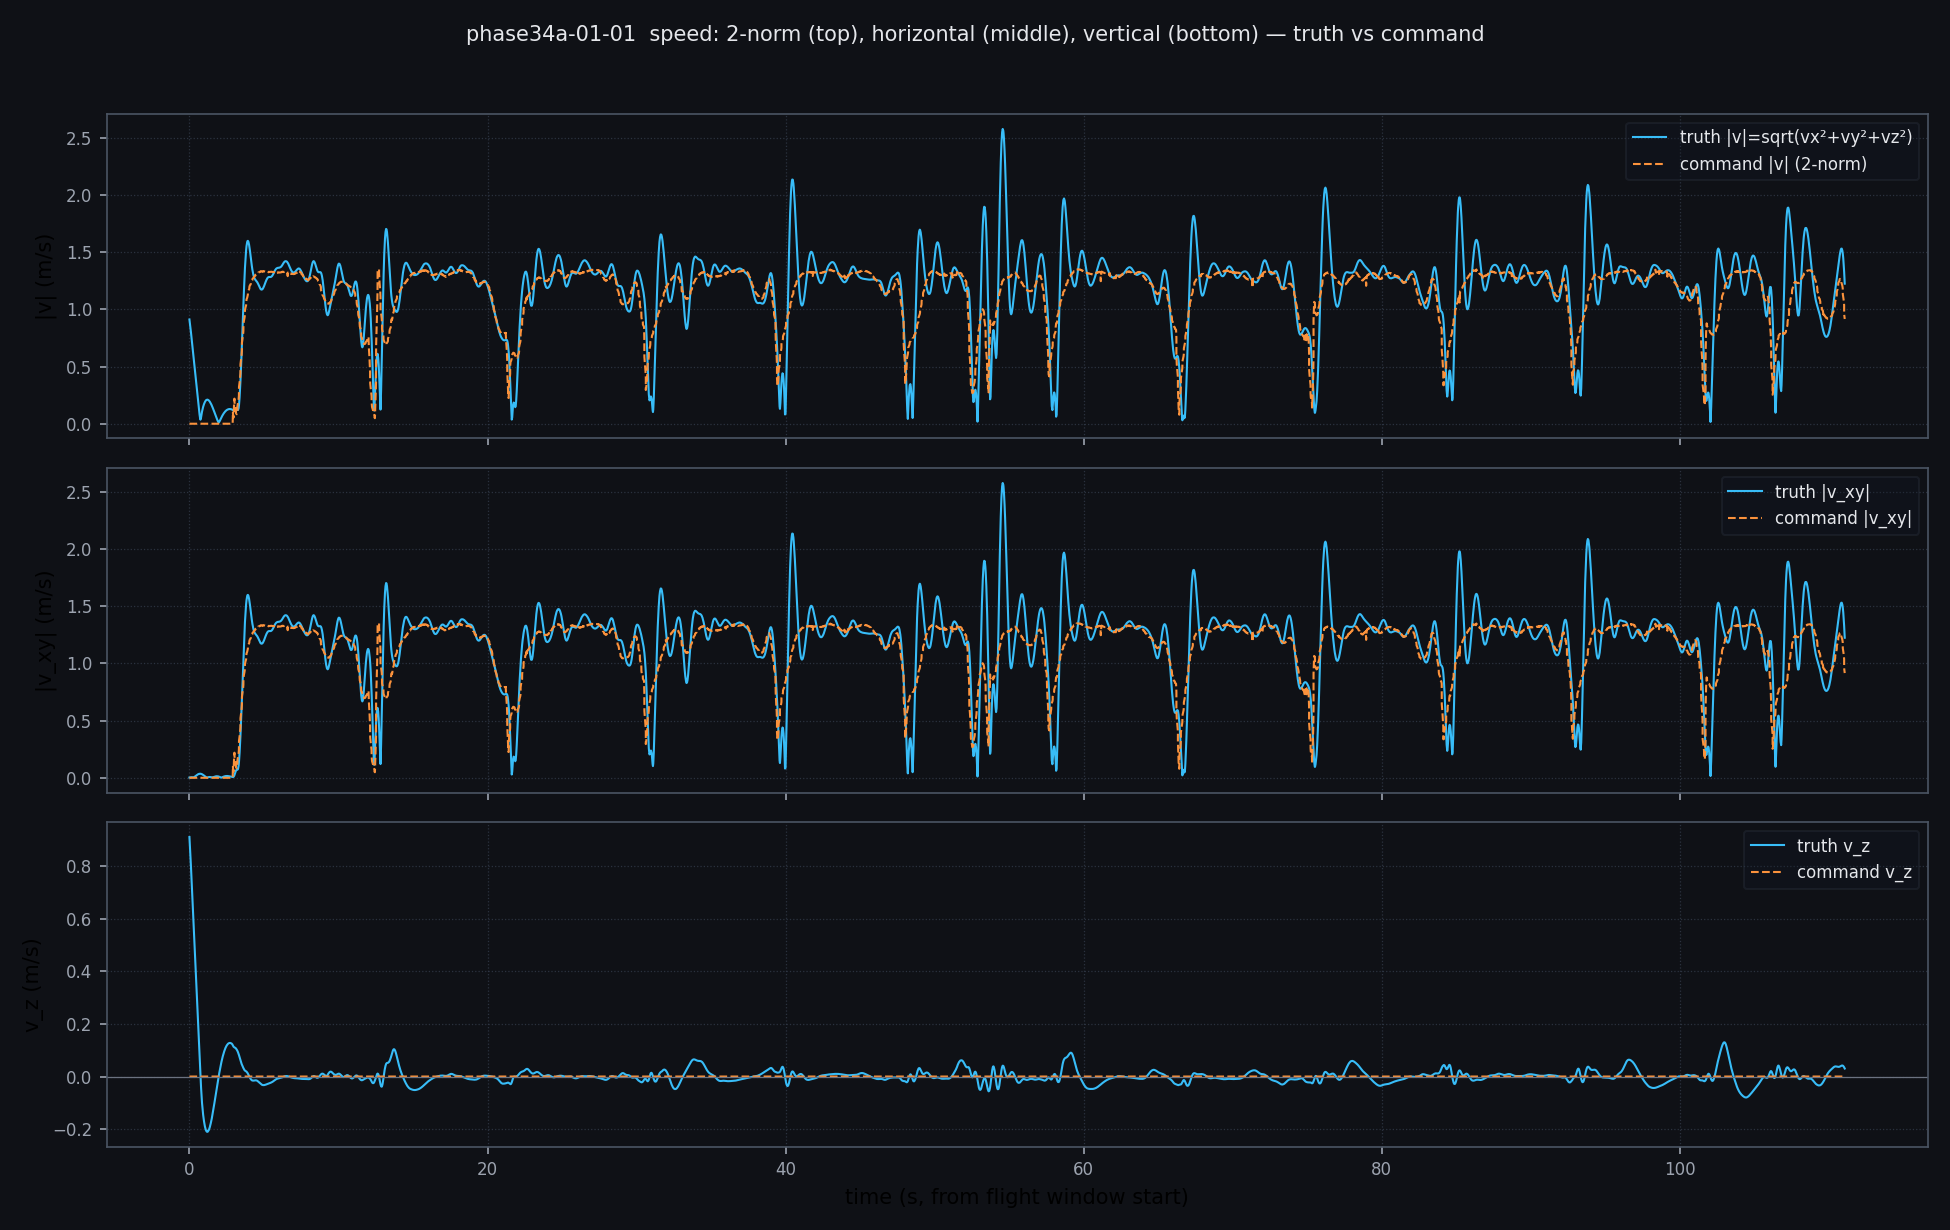 phase34a-01-01  speed: 2-norm (top), horizontal (middle), vertical (bottom) — truth vs command
|v| (m/s)
2.5
2.0
1.5
1.0
0.5
0.0
truth |v|=sqrt(vx²+vy²+vz²)
command |v| (2-norm)
|v_xy| (m/s)
2.5
2.0
1.5
1.0
0.5
0.0
truth |v_xy|
command |v_xy|
v_z (m/s)
0.8
0.6
0.4
0.2
0.0
−0.2
truth v_z
command v_z
0 20 40 60 80 100
time (s, from flight window start)